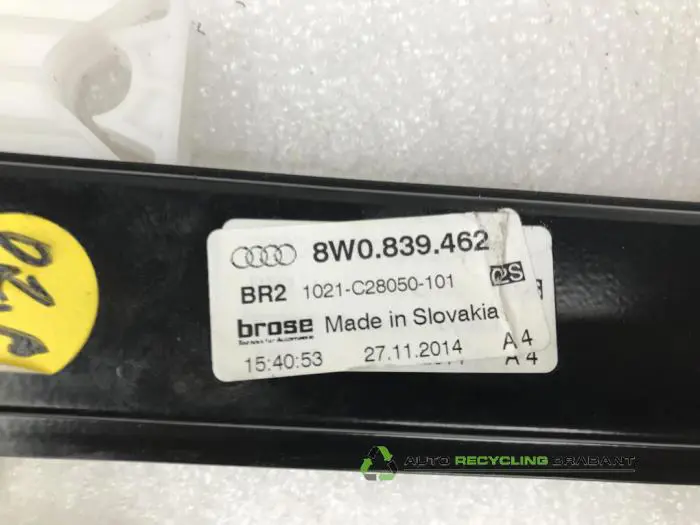 8W0.839.462
BR2 1021-C28050-101
brose Made in Slovakia
15:40:53 27.11.2014 A4
A4
AUTO RECYCLING BRABANT